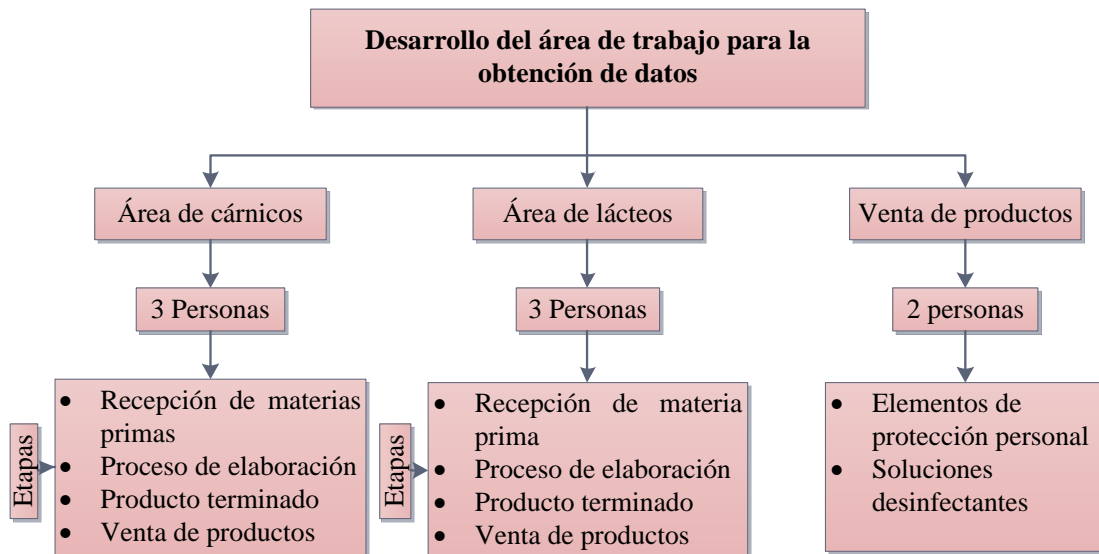 Desarrollo del área de trabajo para la
obtención de datos
Área de cárnicos
Área de lácteos
Venta de productos
3 Personas
3 Personas
2 personas
Etapas
• Recepción de materias
primas
• Proceso de elaboración
• Producto terminado
• Venta de productos
Etapas
• Recepción de materia
prima
• Proceso de elaboración
• Producto terminado
• Venta de productos
• Elementos de
protección personal
• Soluciones
desinfectantes